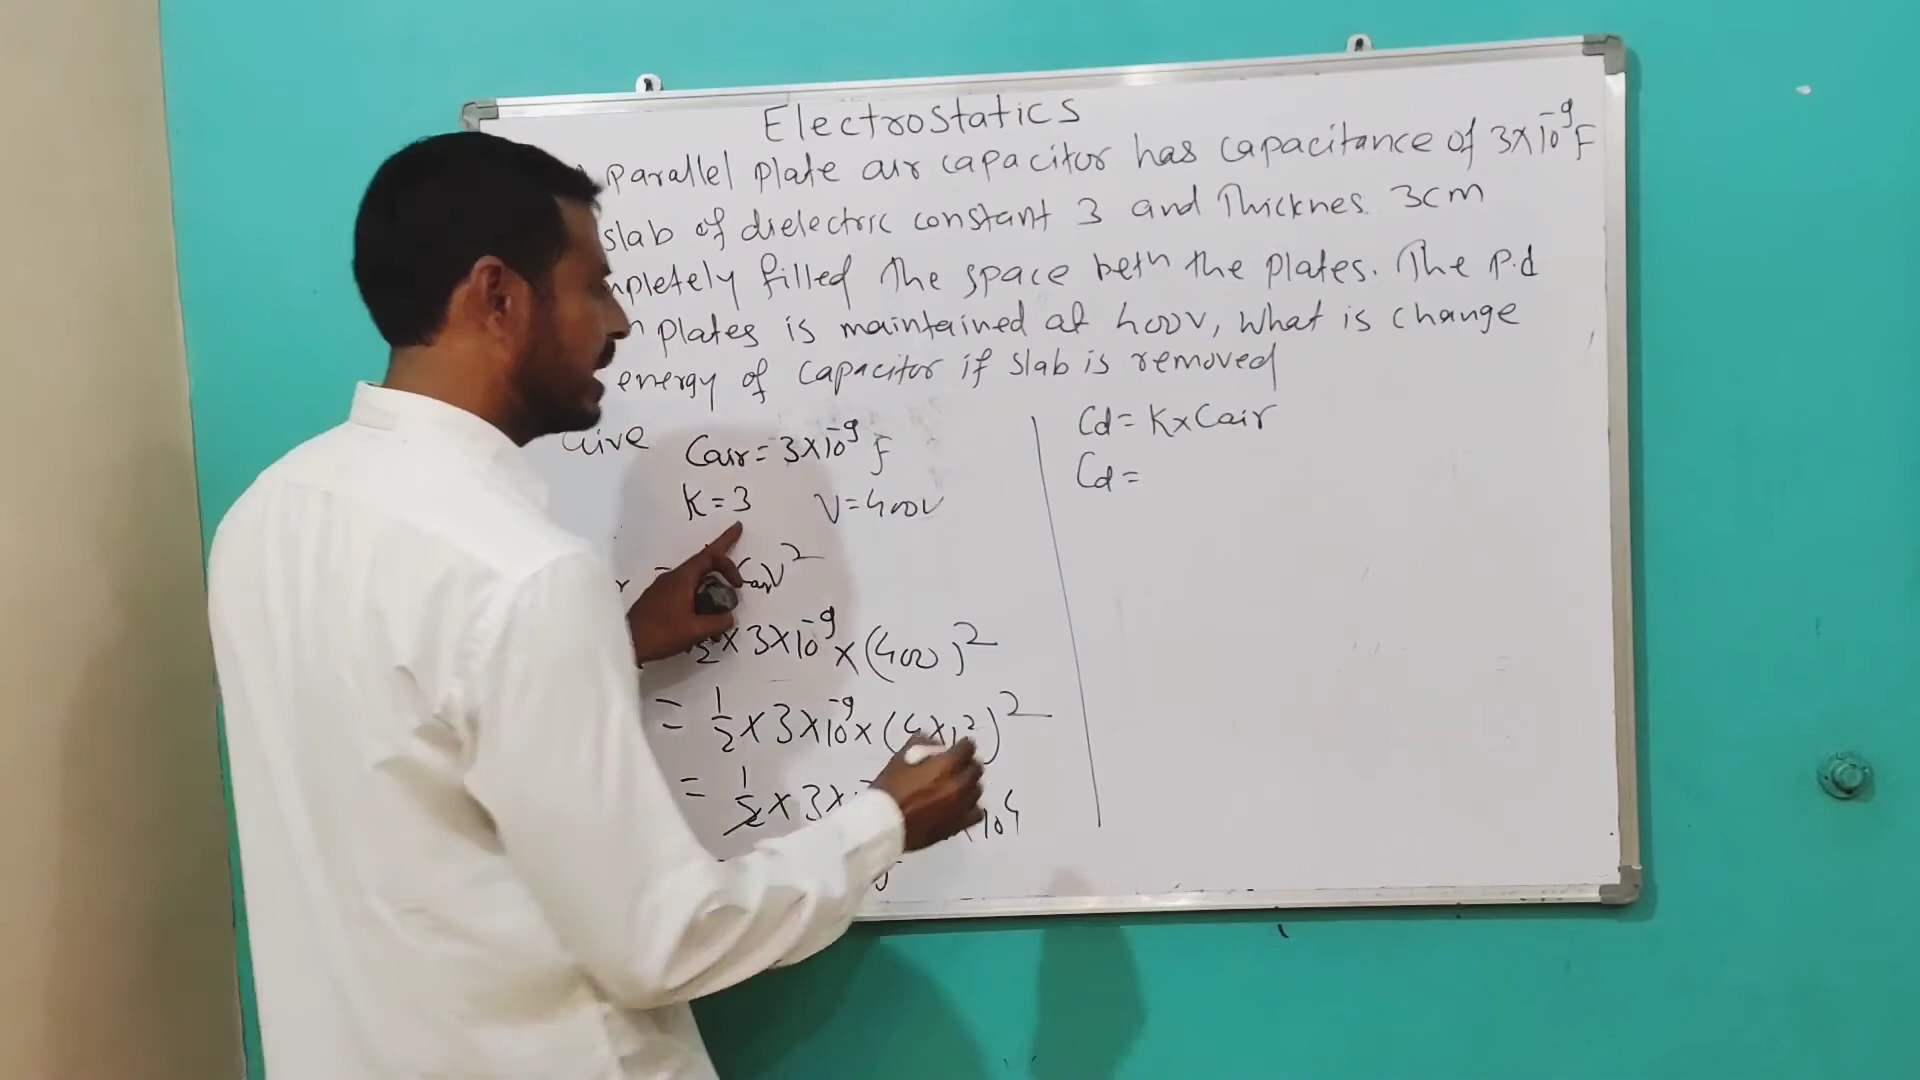 Electrostatics
parallel plate air capacitor has capacitance of 3×10⁻⁹F
slab of dielectric constant 3 and Thicknes. 3cm
mpletely filled The space betn the plates. The P.d
n plates is maintained at 400V, what is change
energy of capacitor if slab is removed
Give Cair = 3×10⁻⁹ F
K = 3 V = 400V
V²
2 × 3×10⁻⁹ × (400)²
= 1/2 × 3×10⁻⁹ × (4×10²)²
= 1/2 × 3× 10⁴
Cd = K×Cair
Cd =